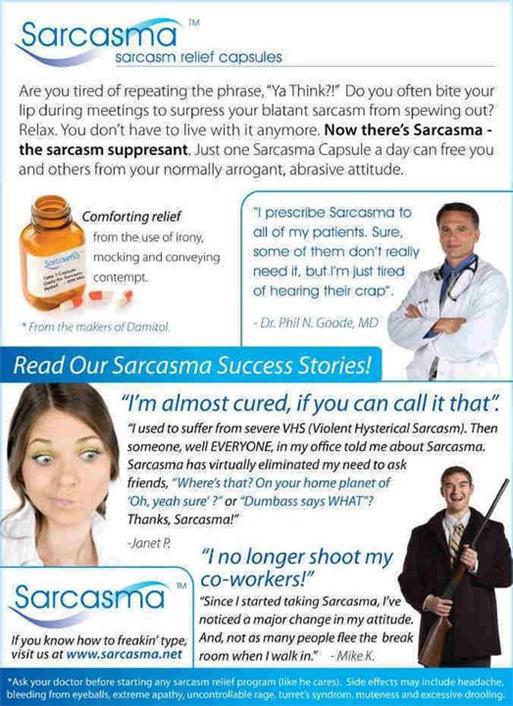 Sarcasma™
sarcasm relief capsules
Are you tired of repeating the phrase, "Ya Think?!" Do you often bite your
lip during meetings to surpress your blatant sarcasm from spewing out?
Relax. You don't have to live with it anymore. Now there's Sarcasma -
the sarcasm suppresant. Just one Sarcasma Capsule a day can free you
and others from your normally arrogant, abrasive attitude.
Sarcasma
Take 1 Capsule
Daily for Sarcasm
Relief
Comforting relief
from the use of irony,
mocking and conveying
contempt.
* From the makers of Damitol.
"I prescribe Sarcasma to
all of my patients. Sure,
some of them don't really
need it, but I'm just tired
of hearing their crap".
- Dr. Phil N. Goode, MD
Read Our Sarcasma Success Stories!
"I'm almost cured, if you can call it that".
"I used to suffer from severe VHS (Violent Hysterical Sarcasm). Then
someone, well EVERYONE, in my office told me about Sarcasma.
Sarcasma has virtually eliminated my need to ask
friends, "Where's that? On your home planet of
'Oh, yeah sure' ?" or "Dumbass says WHAT"?
Thanks, Sarcasma!"
-Janet P.
"I no longer shoot my
co-workers!"
"Since I started taking Sarcasma, I've
noticed a major change in my attitude.
And, not as many people flee the break
room when I walk in." - Mike K.
Sarcasma™
If you know how to freakin' type,
visit us at www.sarcasma.net
*Ask your doctor before starting any sarcasm relief program (like he cares). Side effects may include headache,
bleeding from eyeballs, extreme apathy, uncontrollable rage, turret's syndrom, muteness and excessive drooling.